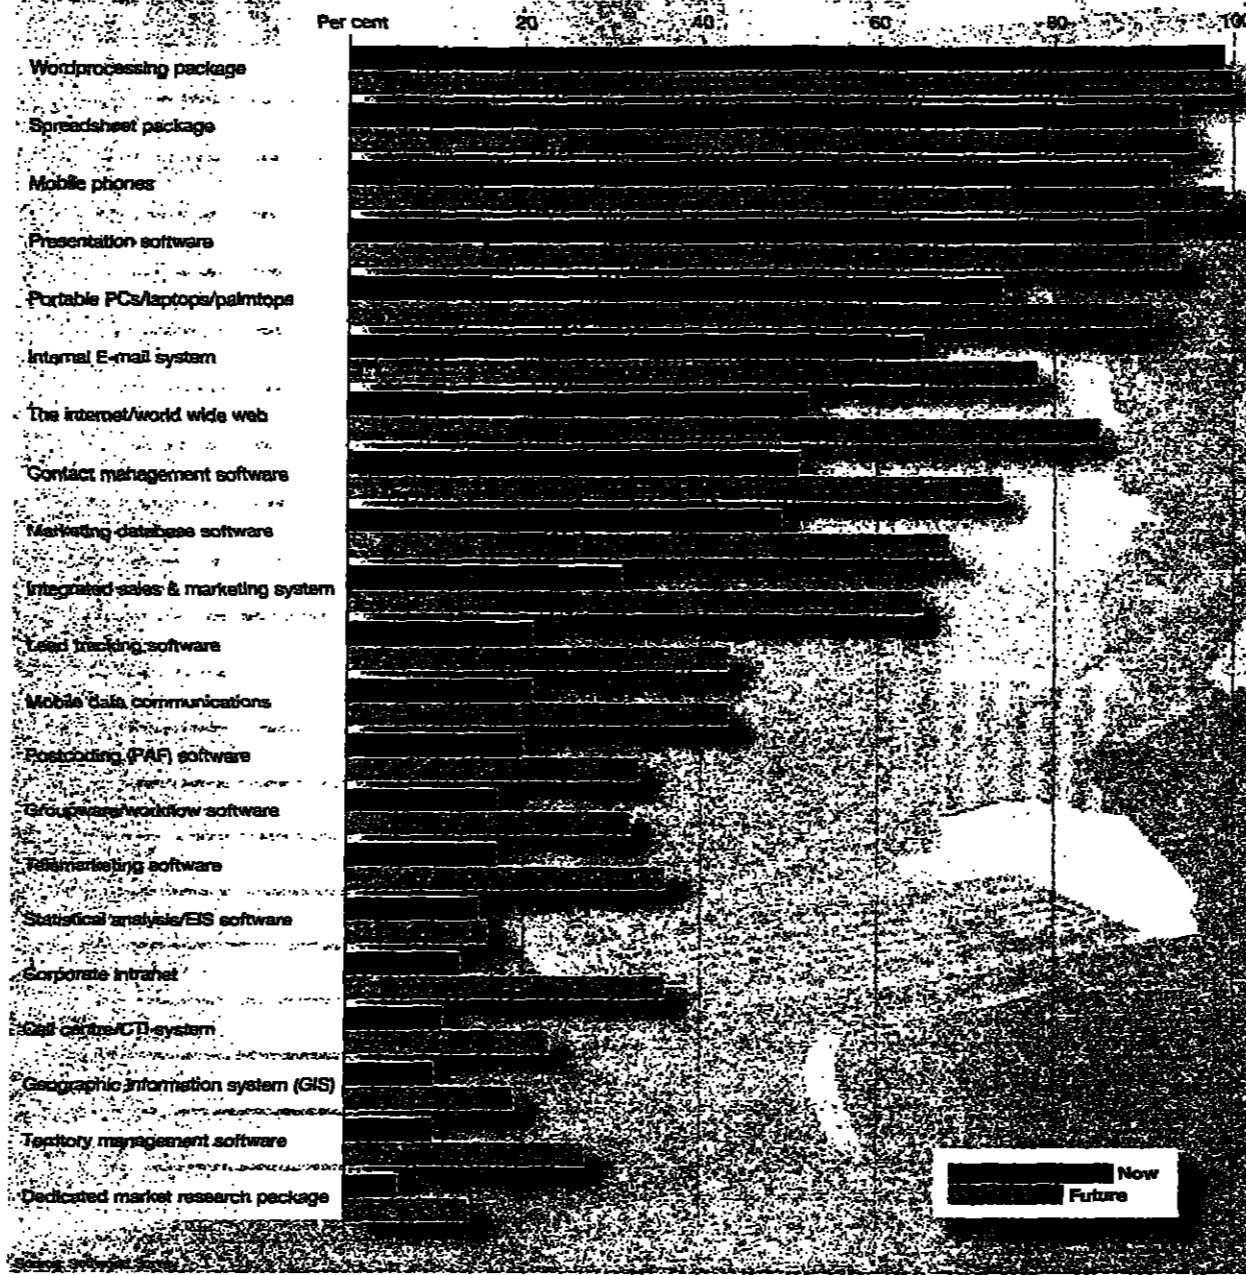 Per cent 20 40 60 80 100
Wordprocessing package
Spreadsheet package
Mobile phones
Presentation software
Portable PCs/laptops/palmtops
Internal E-mail system
The internet/world wide web
Contact management software
Marketing database software
Integrated sales & marketing system
Lead tracking software
Mobile data communications
Postcoding (PAF) software
Groupware/workflow software
Telemarketing software
Statistical analysis/EIS software
Corporate intranet
Call centre/CTI system
Geographic information system (GIS)
Territory management software
Dedicated market research package
Now
Future
Source: